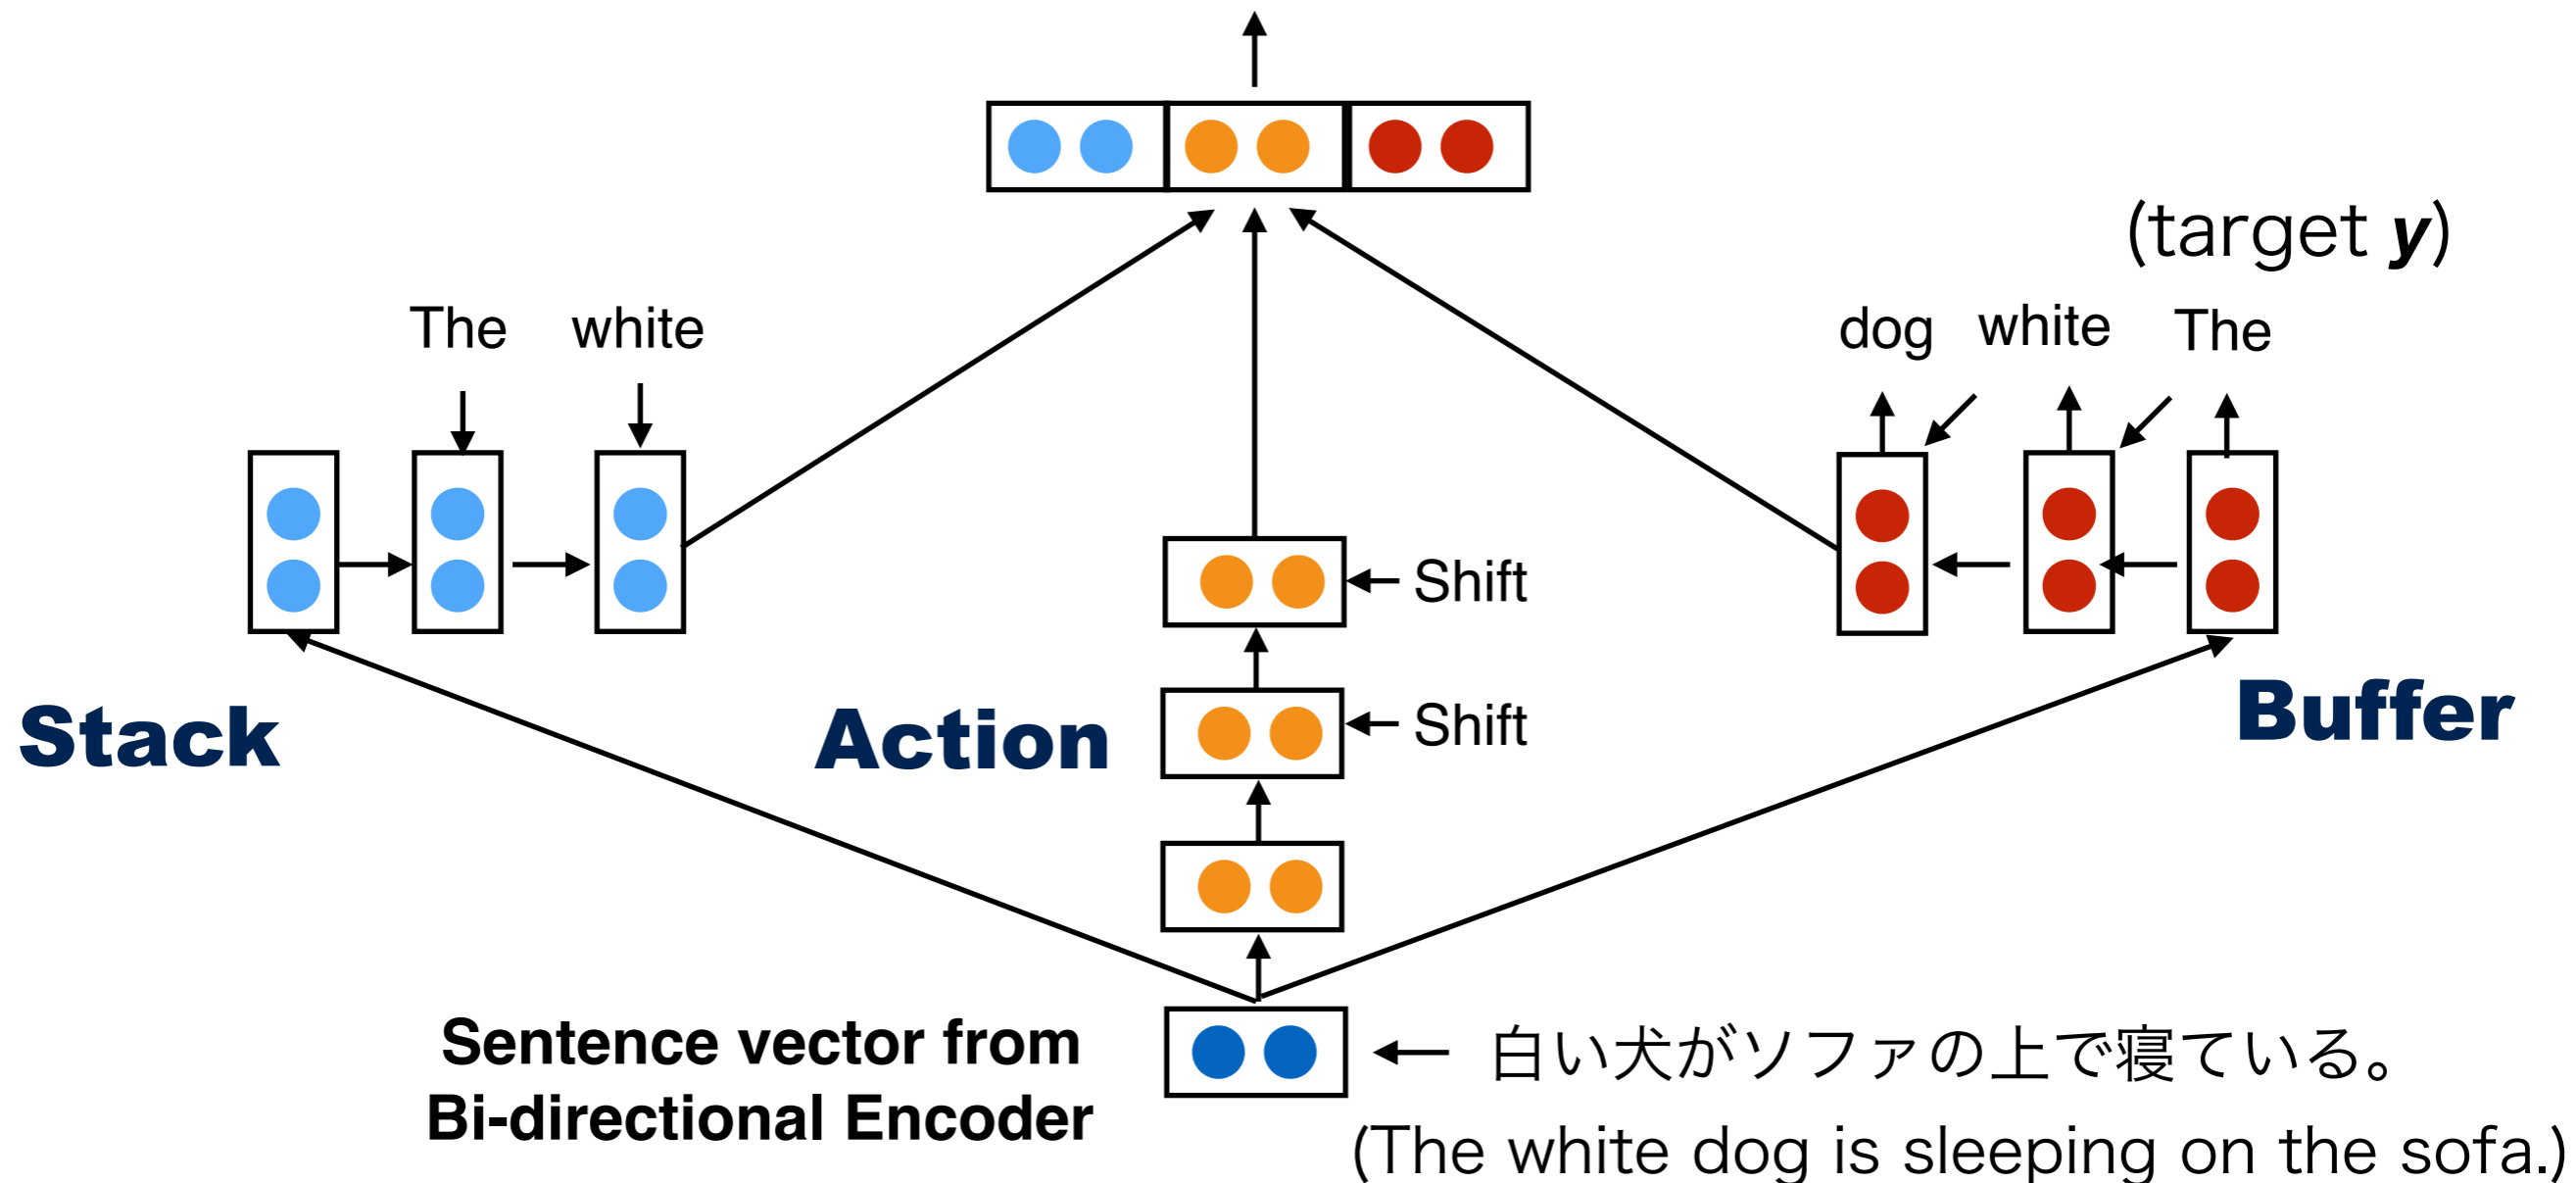 (target y)
The white
dog white The
Shift
Stack Action Shift Buffer
Sentence vector from
Bi-directional Encoder
白い犬がソファの上で寝ている。
(The white dog is sleeping on the sofa.)